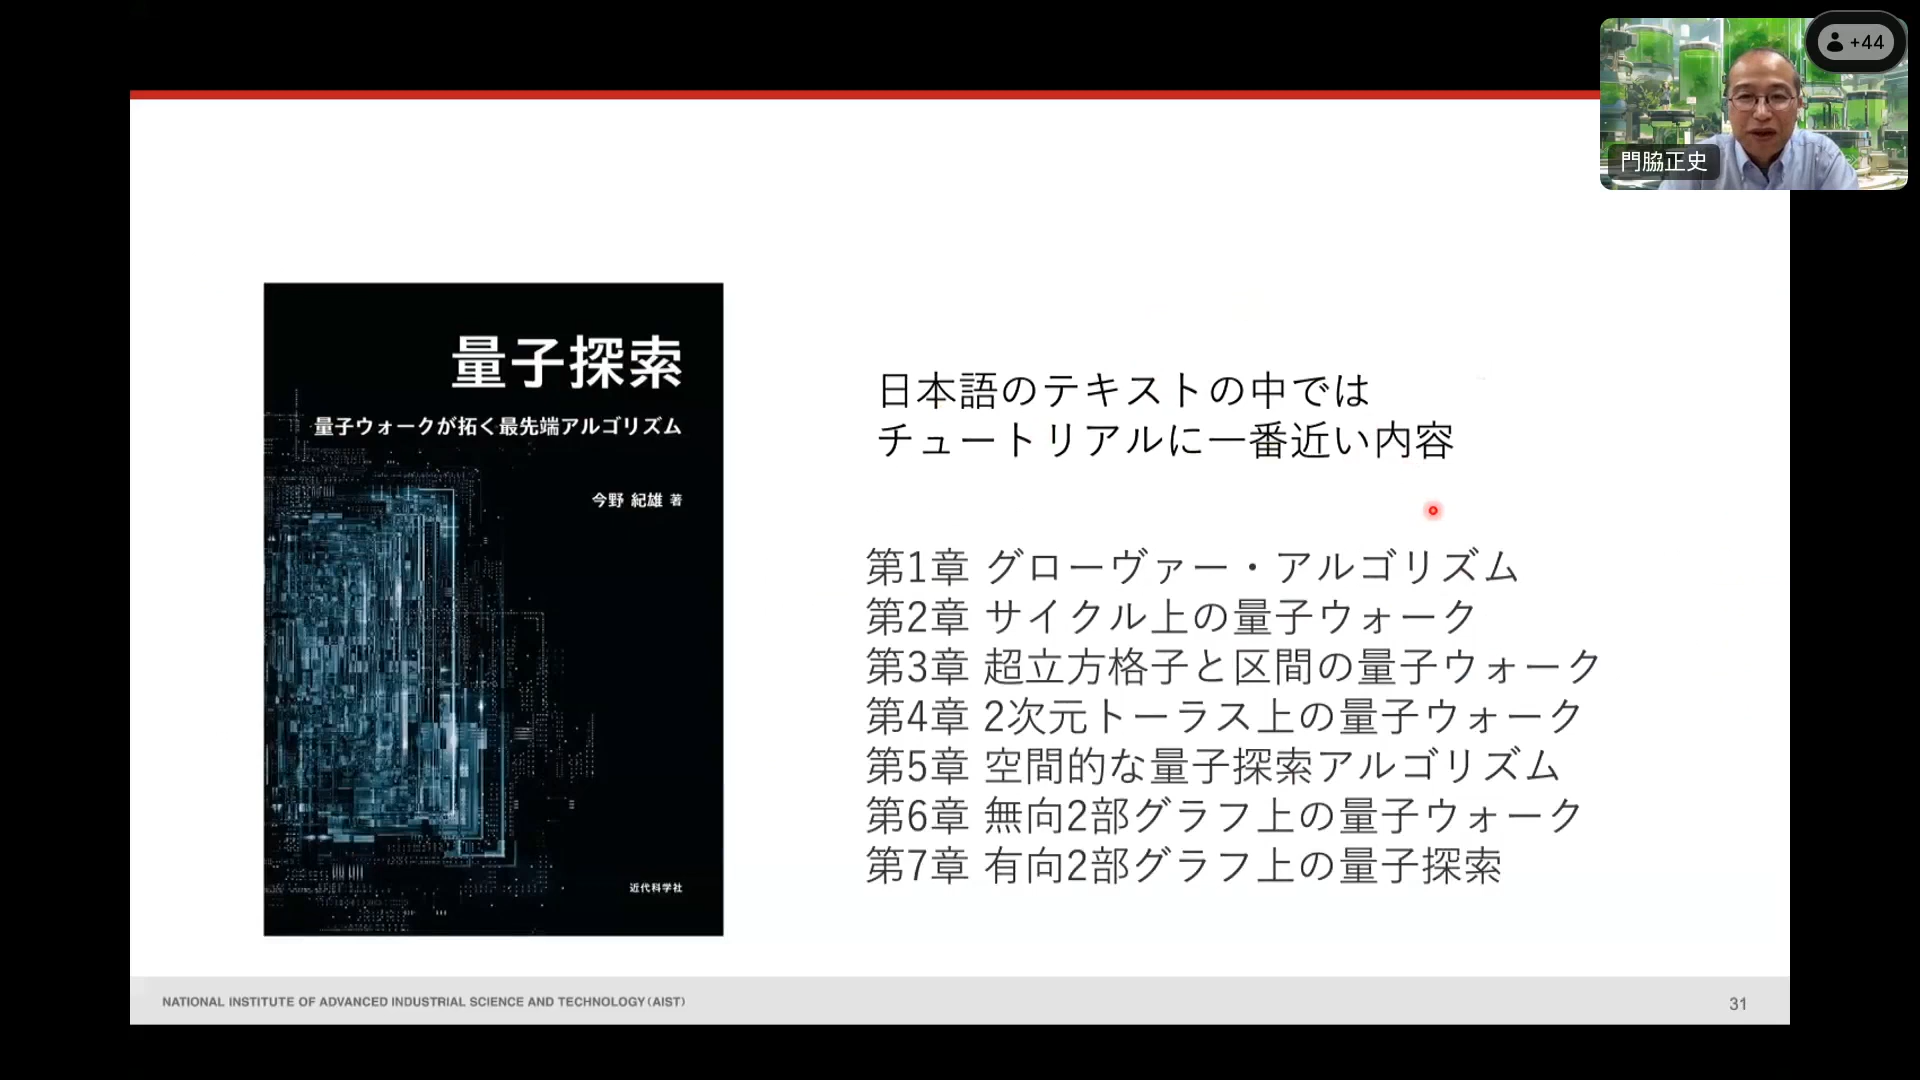 +44
門脇正史
量子探索
量子ウォークが拓く最先端アルゴリズム
今野 紀雄 著
近代科学社
日本語のテキストの中では
チュートリアルに一番近い内容
第1章 グローヴァー・アルゴリズム
第2章 サイクル上の量子ウォーク
第3章 超立方格子と区間の量子ウォーク
第4章 2次元トーラス上の量子ウォーク
第5章 空間的な量子探索アルゴリズム
第6章 無向2部グラフ上の量子ウォーク
第7章 有向2部グラフ上の量子探索
NATIONAL INSTITUTE OF ADVANCED INDUSTRIAL SCIENCE AND TECHNOLOGY (AIST)
31